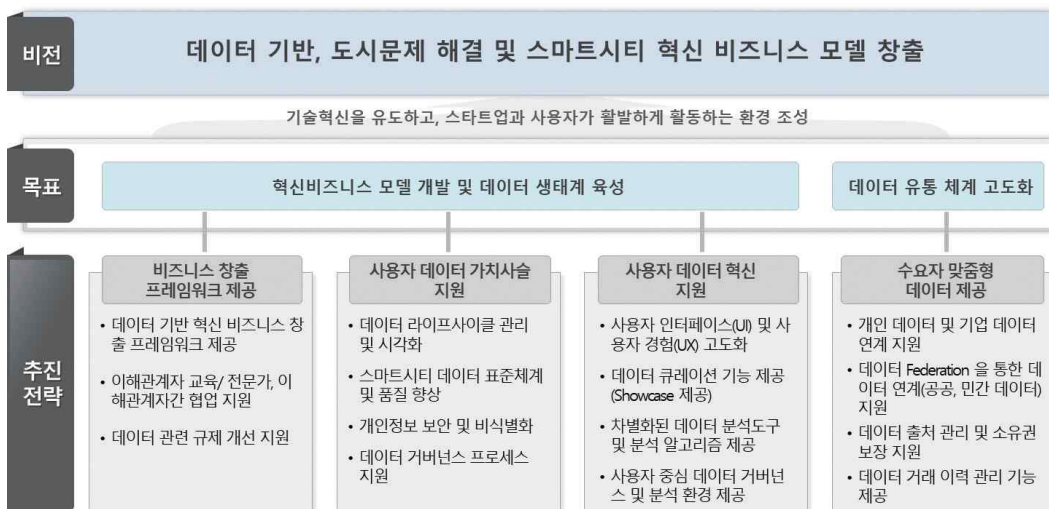 비전
데이터 기반, 도시문제 해결 및 스마트시티 혁신 비즈니스 모델 창출
기술혁신을 유도하고, 스타트업과 사용자가 활발하게 활동하는 환경 조성
목표
혁신비즈니스 모델 개발 및 데이터 생태계 육성
데이터 유통 체계 고도화
추진
전략
비즈니스 창출
프레임워크 제공
• 데이터 기반 혁신 비즈니스 창
출 프레임워크 제공
• 이해관계자 교육/ 전문가, 이
해관계자간 협업 지원
• 데이터 관련 규제 개선 지원
사용자 데이터 가치사슬
지원
• 데이터 라이프사이클 관리
및 시각화
• 스마트시티 데이터 표준체계
및 품질 향상
• 개인정보 보안 및 비식별화
• 데이터 거버넌스 프로세스
지원
사용자 데이터 혁신
지원
• 사용자 인터페이스(UI) 및 사
용자 경험(UX) 고도화
• 데이터 큐레이션 기능 제공
(Showcase 제공)
• 차별화된 데이터 분석도구
및 분석 알고리즘 제공
• 사용자 중심 데이터 거버넌
스 및 분석 환경 제공
수요자 맞춤형
데이터 제공
• 개인 데이터 및 기업 데이터
연계 지원
• 데이터 Federation 을 통한 데
이터 연계(공공, 민간 데이터)
지원
• 데이터 출처 관리 및 소유권
보장 지원
• 데이터 거래 이력 관리 기능
제공